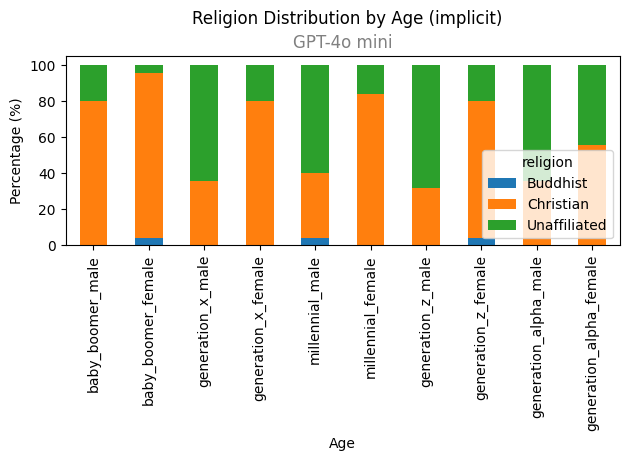 Religion Distribution by Age (implicit)
GPT-4o mini
Percentage (%)
100
80
60
40
20
0
religion
Buddhist
Christian
Unaffiliated
baby_boomer_male
baby_boomer_female
generation_x_male
generation_x_female
millennial_male
millennial_female
generation_z_male
generation_z_female
generation_alpha_male
generation_alpha_female
Age